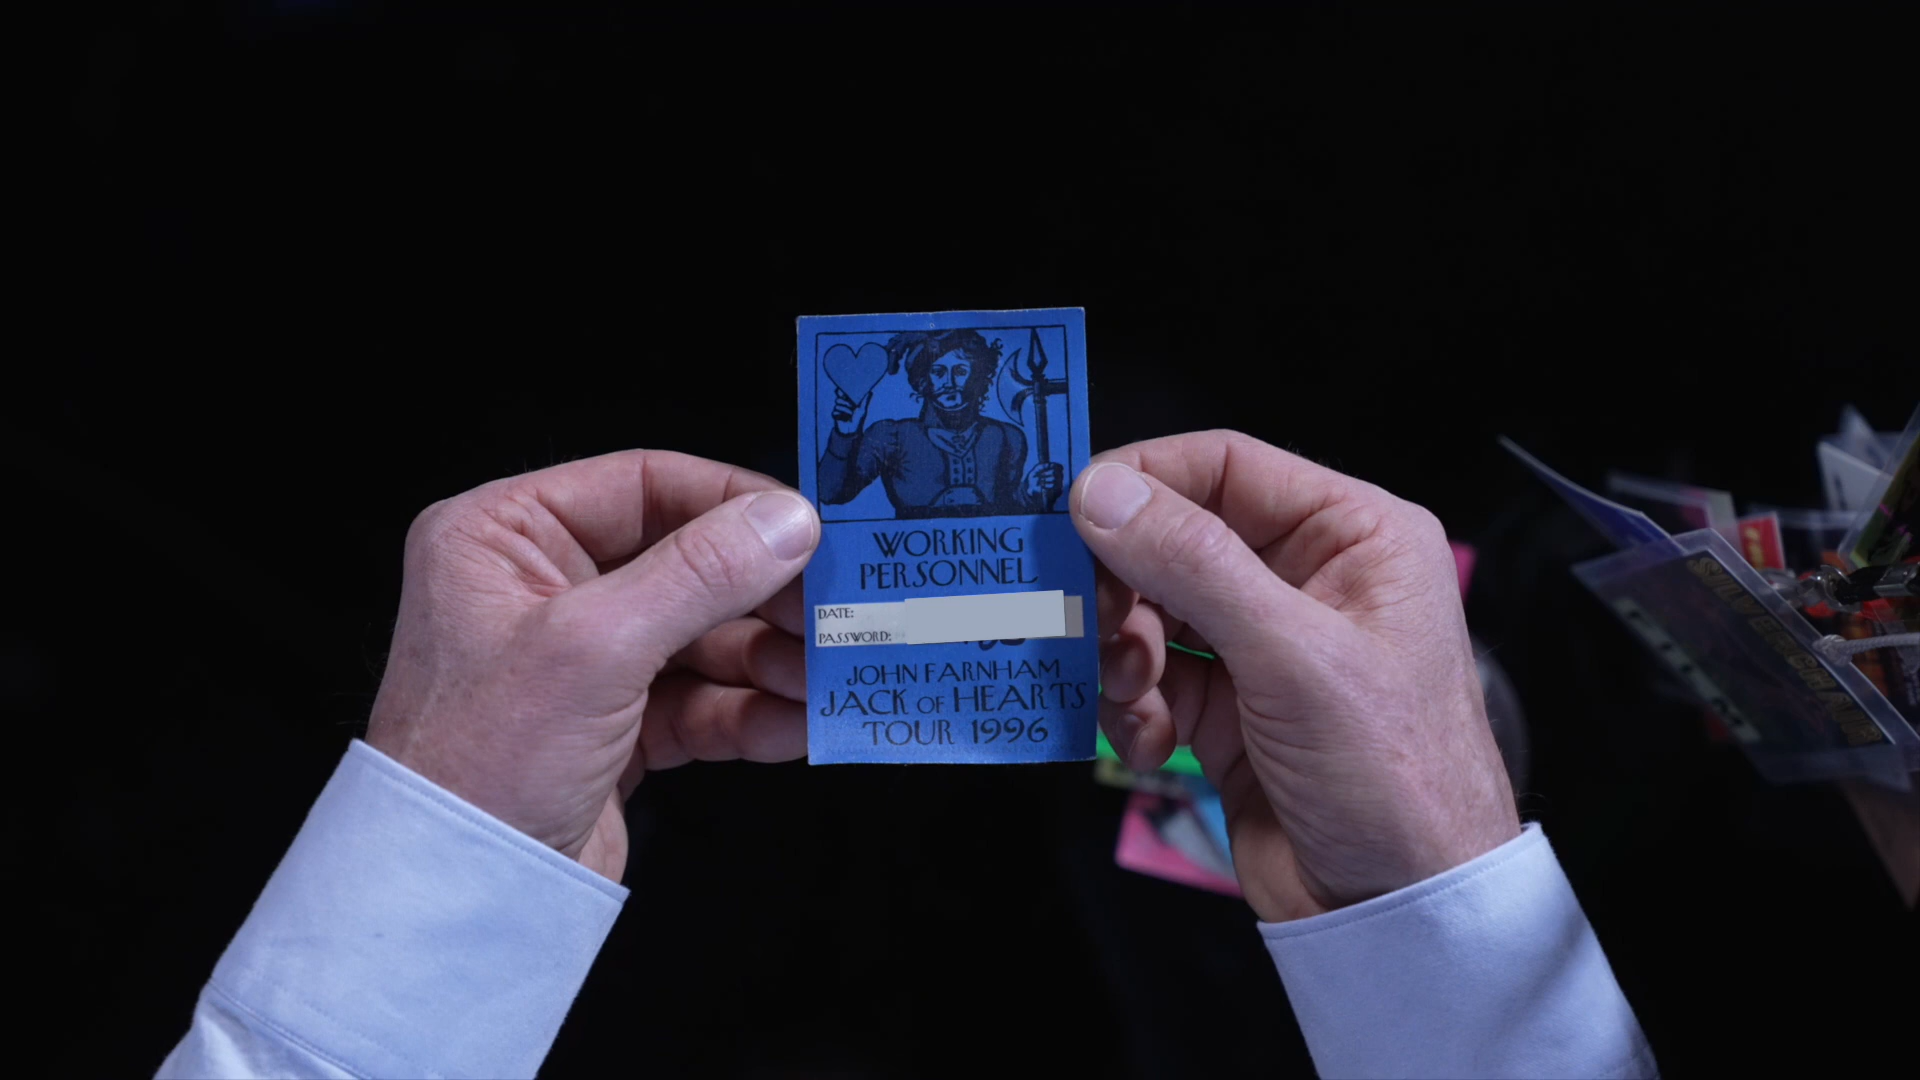 WORKING
PERSONNEL
DATE:
PASSWORD:
JOHN FARNHAM
JACK OF HEARTS
TOUR 1996